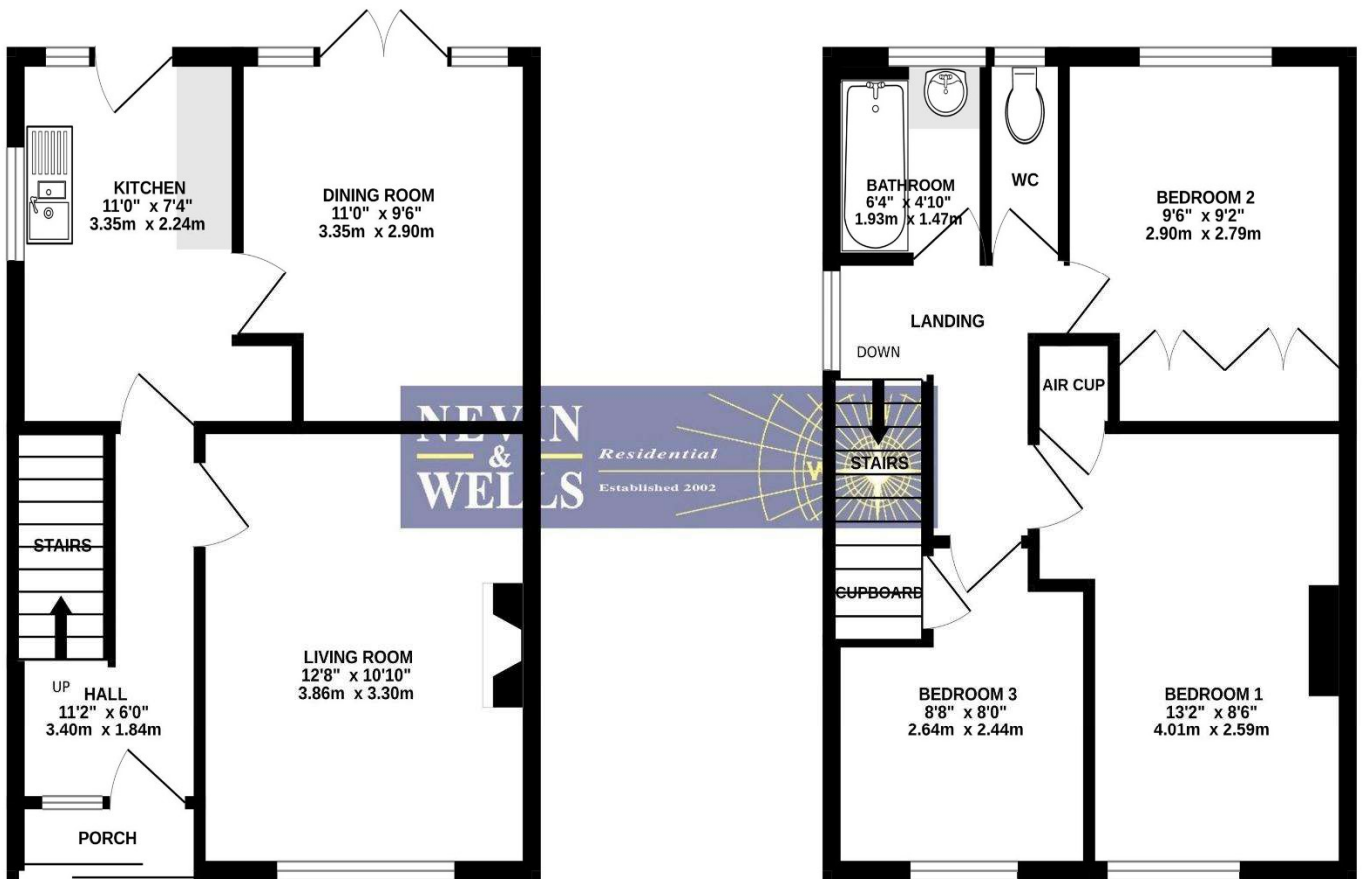 KITCHEN
11'0" x 7'4"
3.35m x 2.24m
DINING ROOM
11'0" x 9'6"
3.35m x 2.90m
STAIRS
UP
HALL
11'2" x 6'0"
3.40m x 1.84m
LIVING ROOM
12'8" x 10'10"
3.86m x 3.30m
PORCH
NEVIN
&
WELLS
Residential
Established 2002
BATHROOM
6'4" x 4'10"
1.93m x 1.47m
WC
BEDROOM 2
9'6" x 9'2"
2.90m x 2.79m
LANDING
DOWN
AIR CUP
STAIRS
CUPBOARD
BEDROOM 3
8'8" x 8'0"
2.64m x 2.44m
BEDROOM 1
13'2" x 8'6"
4.01m x 2.59m